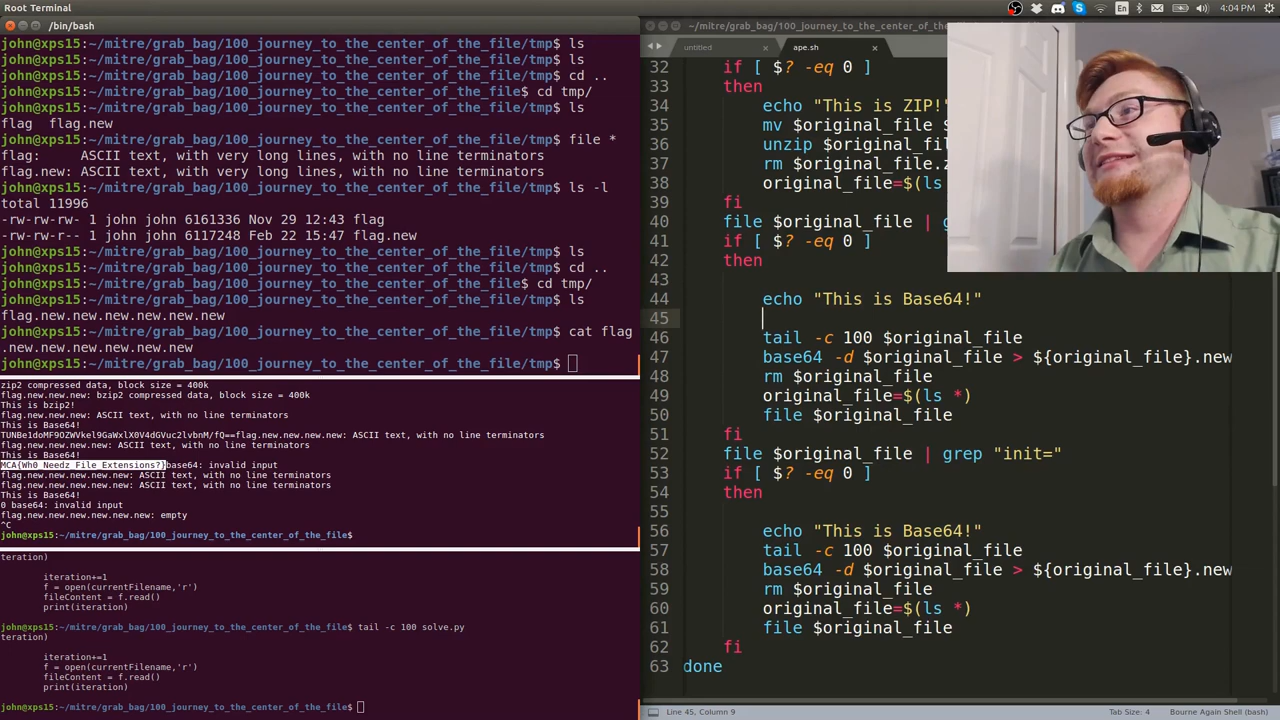 Root Terminal
En
4:04 PM
/bin/bash
john@xps15:~/mitre/grab_bag/100_journey_to_the_center_of_the_file/tmp$ ls
john@xps15:~/mitre/grab_bag/100_journey_to_the_center_of_the_file/tmp$ ls
john@xps15:~/mitre/grab_bag/100_journey_to_the_center_of_the_file/tmp$ cd ..
john@xps15:~/mitre/grab_bag/100_journey_to_the_center_of_the_file$ cd tmp/
john@xps15:~/mitre/grab_bag/100_journey_to_the_center_of_the_file/tmp$ ls
flag  flag.new
john@xps15:~/mitre/grab_bag/100_journey_to_the_center_of_the_file/tmp$ file *
flag:     ASCII text, with very long lines, with no line terminators
flag.new: ASCII text, with very long lines, with no line terminators
john@xps15:~/mitre/grab_bag/100_journey_to_the_center_of_the_file/tmp$ ls -l
total 11996
-rw-rw-rw- 1 john john 6161336 Nov 29 12:43 flag
-rw-rw-r-- 1 john john 6117248 Feb 22 15:47 flag.new
john@xps15:~/mitre/grab_bag/100_journey_to_the_center_of_the_file/tmp$ ls
john@xps15:~/mitre/grab_bag/100_journey_to_the_center_of_the_file/tmp$ cd ..
john@xps15:~/mitre/grab_bag/100_journey_to_the_center_of_the_file$ cd tmp/
john@xps15:~/mitre/grab_bag/100_journey_to_the_center_of_the_file/tmp$ ls
flag.new.new.new.new.new.new
john@xps15:~/mitre/grab_bag/100_journey_to_the_center_of_the_file/tmp$ cat flag
.new.new.new.new.new.new
john@xps15:~/mitre/grab_bag/100_journey_to_the_center_of_the_file/tmp$
zip2 compressed data, block size = 400k
flag.new.new.new: bzip2 compressed data, block size = 400k
This is bzip2!
flag.new.new.new: ASCII text, with no line terminators
This is Base64!
flag.new.new.new.new: ASCII text, with no line terminators
flag.new.new.new.new: ASCII text, with no line terminators
This is Base64!
MCA{Wh0_Needz_File_Extensions?}base64: invalid input
flag.new.new.new.new.new: ASCII text, with no line terminators
flag.new.new.new.new.new: ASCII text, with no line terminators
This is Base64!
0 base64: invalid input
flag.new.new.new.new.new.new: empty
^C
john@xps15:~/mitre/grab_bag/100_journey_to_the_center_of_the_file$
teration)
iteration+=1
f = open(currentFilename,'r')
fileContent = f.read()
print(iteration)
john@xps15:~/mitre/grab_bag/100_journey_to_the_center_of_the_file$ tail -c 100 solve.py
teration)
iteration+=1
f = open(currentFilename,'r')
fileContent = f.read()
print(iteration)
john@xps15:~/mitre/grab_bag/100_journey_to_the_center_of_the_file$
~/mitre/grab_bag/100_journey_to_the_center_of_the_
untitled
ape.sh
32 if [ $? -eq 0 ]
33 then
34 echo "This is ZIP!"
35 mv $original_file
36 unzip $original_fi
37 rm $original_file.
38 original_file=$(ls
39 fi
40 file $original_file |
41 if [ $? -eq 0 ]
42 then
43
44 echo "This is Base64!"
45
46 tail -c 100 $original_file
47 base64 -d $original_file > ${original_file}.new
48 rm $original_file
49 original_file=$(ls *)
50 file $original_file
51 fi
52 file $original_file | grep "init="
53 if [ $? -eq 0 ]
54 then
55
56 echo "This is Base64!"
57 tail -c 100 $original_file
58 base64 -d $original_file > ${original_file}.new
59 rm $original_file
60 original_file=$(ls *)
61 file $original_file
62 fi
63 done
Line 45, Column 9
Tab Size: 4
Bourne Again Shell (bash)